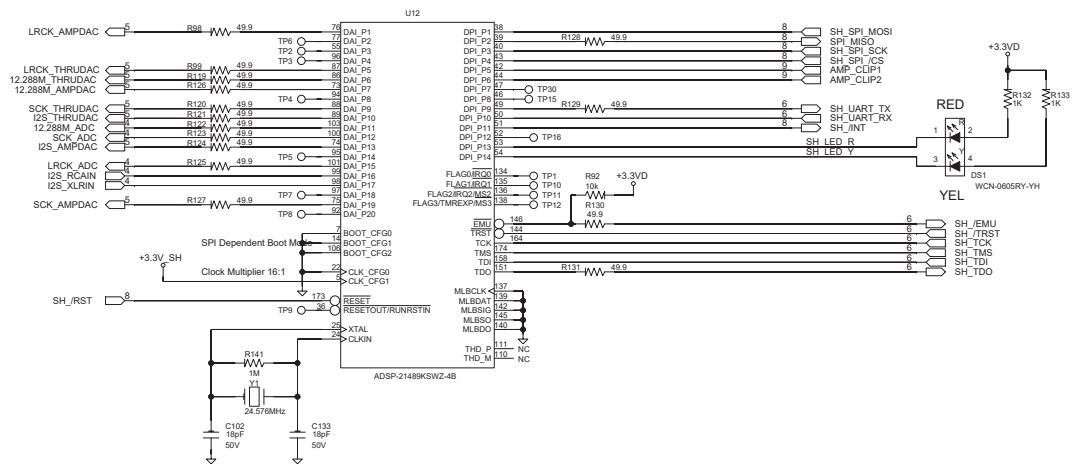 U12
LRCK_AMPDAC 5 R98 49.9 76 DAI_P1
TP6 77 DAI_P2
TP2 55 DAI_P3
TP3 96 DAI_P4
LRCK_THRUDAC 5 R99 49.9 87 DAI_P5
12.288M_THRUDAC 5 R119 49.9 86 DAI_P6
12.288M_AMPDAC 5 R126 49.9 73 DAI_P7
TP4 94 DAI_P8
SCK_THRUDAC 5 R120 49.9 88 DAI_P9
I2S_THRUDAC 5 R121 49.9 89 DAI_P10
12.288M_ADC 4 R122 49.9 103 DAI_P11
SCK_ADC 4 R123 49.9 100 DAI_P12
I2S_AMPDAC 5 R124 49.9 74 DAI_P13
TP5 95 DAI_P14
LRCK_ADC 4 R125 49.9 101 DAI_P15
I2S_RCAIN 4 99 DAI_P16
I2S_XLRIN 4 98 DAI_P17
TP7 97 DAI_P18
SCK_AMPDAC 5 R127 49.9 75 DAI_P19
TP8 92 DAI_P20
7 BOOT_CFG0
SPI Dependent Boot Mode 14 BOOT_CFG1
106 BOOT_CFG2
+3.3V_SH
Clock Multiplier 16:1 22 CLK_CFG0
5 CLK_CFG1
SH_/RST 8 173 RESET
TP9 36 RESETOUT/RUNRSTIN
25 XTAL
24 CLKIN
R141
1M
Y1
24.576MHz
C102
18pF
50V
C133
18pF
50V
DPI_P1 38 8 SH_SPI_MOSI
DPI_P2 39 R128 49.9 8 SPI_MISO
DPI_P3 40 8 SH_SPI_SCK
DPI_P4 43 8 SH_SPI_/CS
DPI_P5 42 9 AMP_CLIP1
DPI_P6 44 9 AMP_CLIP2
DPI_P7 47 TP30
DPI_P8 46 TP15
DPI_P9 49 R129 49.9 6 SH_UART_TX
DPI_P10 50 6 SH_UART_RX
DPI_P11 51 8 SH_/INT
DPI_P12 52 TP16
DPI_P13 53 SH_LED_R
DPI_P14 54 SH_LED_Y
FLAG0/IRQ0 134 TP1
FLAG1/IRQ1 135 TP10
FLAG2/IRQ2/MS2 136 TP11
FLAG3/TMREXP/MS3 138 TP12
R92
10k
+3.3VD
R130
49.9
EMU 146 6 SH_/EMU
TRST 144 6 SH_/TRST
TCK 164 6 SH_TCK
TMS 174 6 SH_TMS
TDI 158 6 SH_TDI
TDO 151 R131 49.9 6 SH_TDO
MLBCLK 137
MLBDAT 139
MLBSIG 142
MLBSO 145
MLBDO 140
THD_P 111 NC
THD_M 110 NC
ADSP-21489KSWZ-4B
+3.3VD
R132
1K
R133
1K
RED
R
1 2
Y
3 4
DS1
YEL
WCN-0605RY-YH